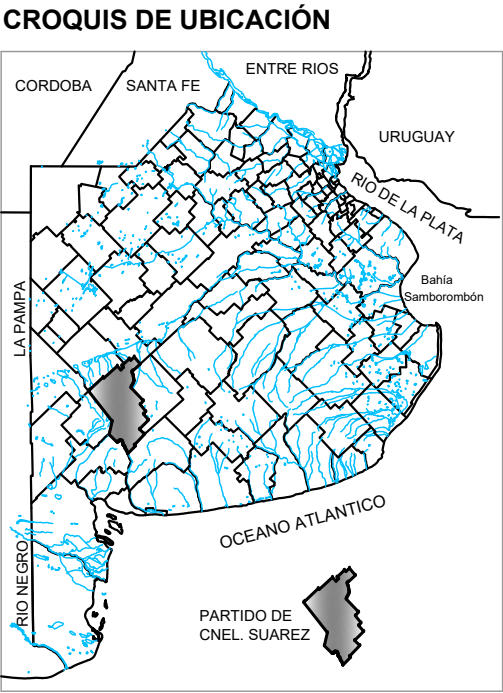 CROQUIS DE UBICACIÓN
ENTRE RIOS
CORDOBA
SANTA FE
URUGUAY
RIO DE LA PLATA
Bahía
Samborombón
LA PAMPA
OCEANO ATLANTICO
RIO NEGRO
PARTIDO DE
CNEL. SUAREZ